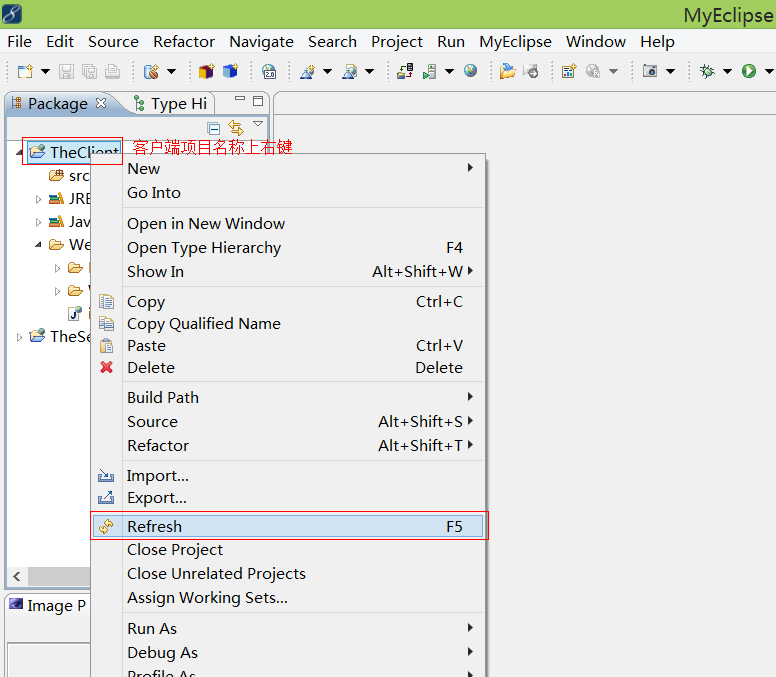 MyEclipse
File Edit Source Refactor Navigate Search Project Run MyEclipse Window Help
Package Type Hi
TheClient 客户端项目名称上右键
src
JRE
Jav
We
TheSe
New
Go Into
Open in New Window
Open Type Hierarchy F4
Show In Alt+Shift+W
Copy Ctrl+C
Copy Qualified Name
Paste Ctrl+V
Delete Delete
Build Path
Source Alt+Shift+S
Refactor Alt+Shift+T
Import...
Export...
Refresh F5
Close Project
Close Unrelated Projects
Assign Working Sets...
Run As
Debug As
Profile As
Image P